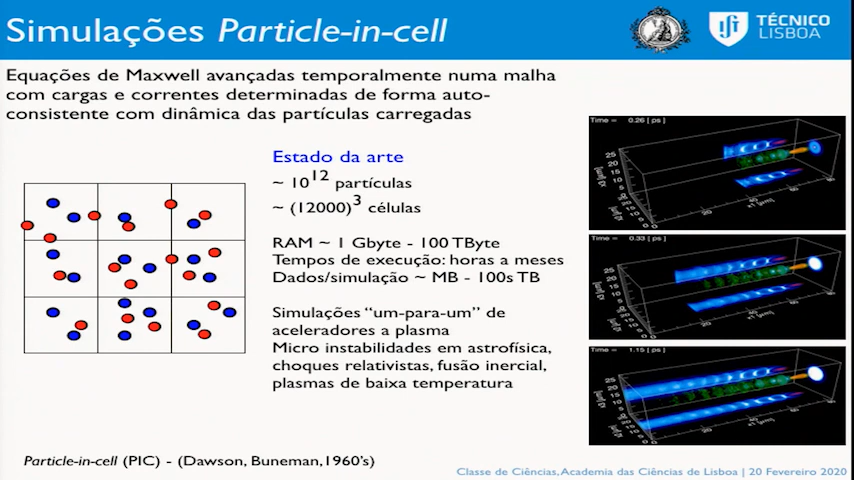 Simulações Particle-in-cell
TÉCNICO
LISBOA
Equações de Maxwell avançadas temporalmente numa malha
com cargas e correntes determinadas de forma auto-
consistente com dinâmica das partículas carregadas
Estado da arte
~ 10^12 partículas
~ (12000)^3 células
RAM ~ 1 Gbyte - 100 TByte
Tempos de execução: horas a meses
Dados/simulação ~ MB - 100s TB
Simulações “um-para-um” de
aceleradores a plasma
Micro instabilidades em astrofísica,
choques relativistas, fusão inercial,
plasmas de baixa temperatura
Time = 0.26 [ ps ]
Time = 0.33 [ ps ]
Time = 1.15 [ ps ]
Particle-in-cell (PIC) - (Dawson, Buneman,1960’s)
Classe de Ciências, Academia das Ciências de Lisboa | 20 Fevereiro 2020